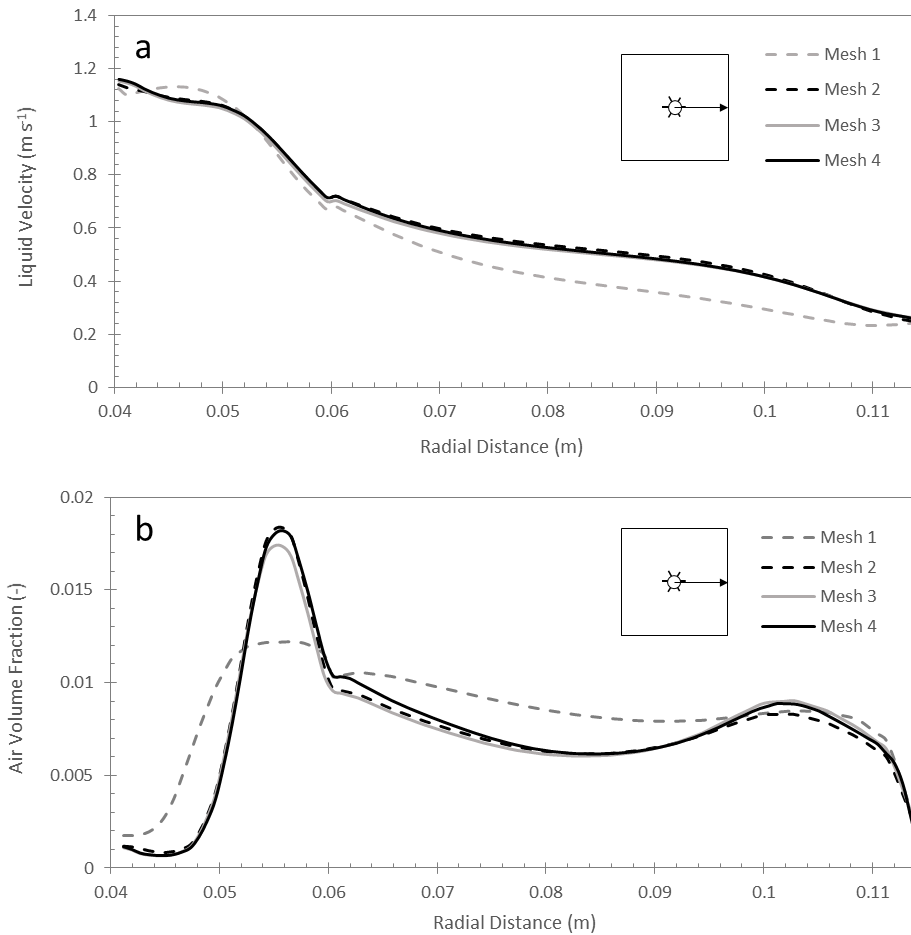 a
1.4
1.2
1
0.8
0.6
0.4
0.2
0
Liquid Velocity (m s⁻¹)
Mesh 1
Mesh 2
Mesh 3
Mesh 4
0.04 0.05 0.06 0.07 0.08 0.09 0.1 0.11
Radial Distance (m)
b
0.02
0.015
0.01
0.005
0
Air Volume Fraction (-)
Mesh 1
Mesh 2
Mesh 3
Mesh 4
0.04 0.05 0.06 0.07 0.08 0.09 0.1 0.11
Radial Distance (m)